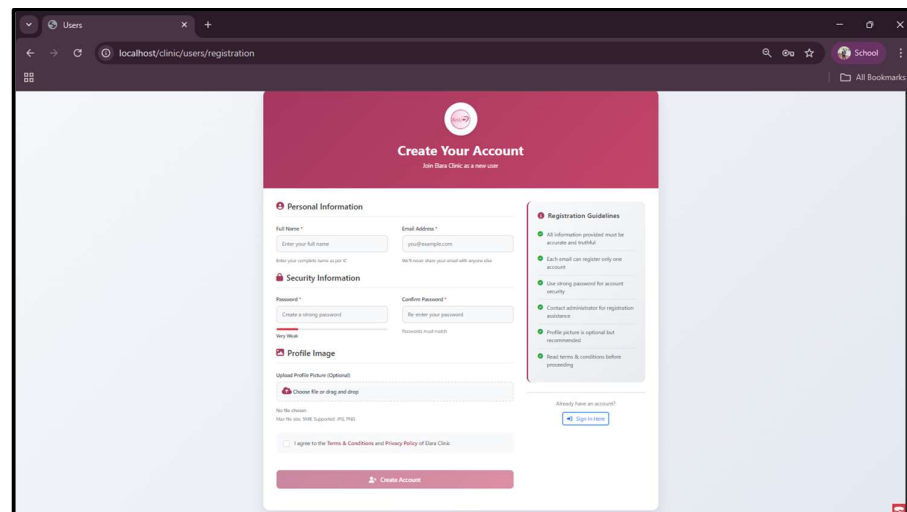 Users
localhost/clinic/users/registration
School
All Bookmarks
Create Your Account
Join Elara Clinic as a new user
Personal Information
Full Name *
Email Address *
Enter your full name
you@example.com
Enter your complete name as per IC
We'll never share your email with anyone else
Security Information
Password *
Confirm Password *
Create a strong password
Re-enter your password
Very Weak
Passwords must match
Profile Image
Upload Profile Picture (Optional)
Choose file or drag and drop
No file chosen
Max file size: 5MB. Supported: JPG, PNG
I agree to the Terms & Conditions and Privacy Policy of Elara Clinic
Create Account
Registration Guidelines
All information provided must be
accurate and truthful
Each email can register only one
account
Use strong password for account
security
Contact administrator for registration
assistance
Profile picture is optional but
recommended
Read terms & conditions before
proceeding
Already have an account?
Sign In Here